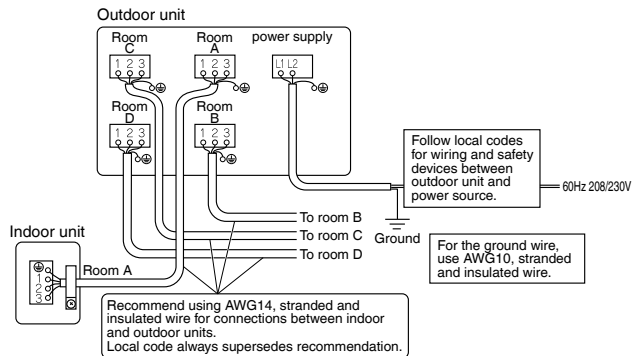 Outdoor unit
Room C
Room A
power supply
1 2 3
1 2 3
L1 L2
Room D
Room B
1 2 3
1 2 3
Follow local codes
for wiring and safety
devices between
outdoor unit and
power source.
60Hz 208/230V
To room B
To room C
To room D
Ground
For the ground wire,
use AWG10, stranded
and insulated wire.
Indoor unit
1
2
3
Room A
Recommend using AWG14, stranded and
insulated wire for connections between indoor
and outdoor units.
Local code always supersedes recommendation.